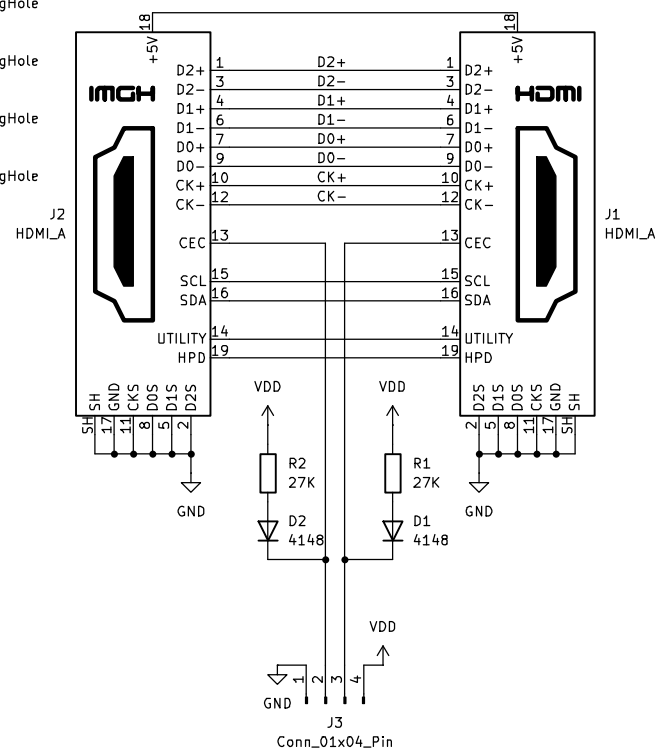 gHole
18
18
+5V
+5V
gHole
D2+ 1 D2+ 1 D2+
D2- 3 D2- 3 D2-
HDMI
HDMI
D1+ 4 D1+ 4 D1+
gHole
D1- 6 D1- 6 D1-
D0+ 7 D0+ 7 D0+
D0- 9 D0- 9 D0-
gHole
CK+ 10 CK+ 10 CK+
CK- 12 CK- 12 CK-
J2
HDMI_A
J1
HDMI_A
CEC 13 13 CEC
SCL 15 15 SCL
SDA 16 16 SDA
UTILITY 14 14 UTILITY
HPD 19 19 HPD
SH GND CKS D0S D1S D2S
SH 17 11 8 5 2
D2S D1S D0S CKS GND SH
2 5 8 11 17 SH
VDD
VDD
R2
27K
R1
27K
GND
GND
D2
4148
D1
4148
VDD
1 2 3 4
GND
J3
Conn_01x04_Pin